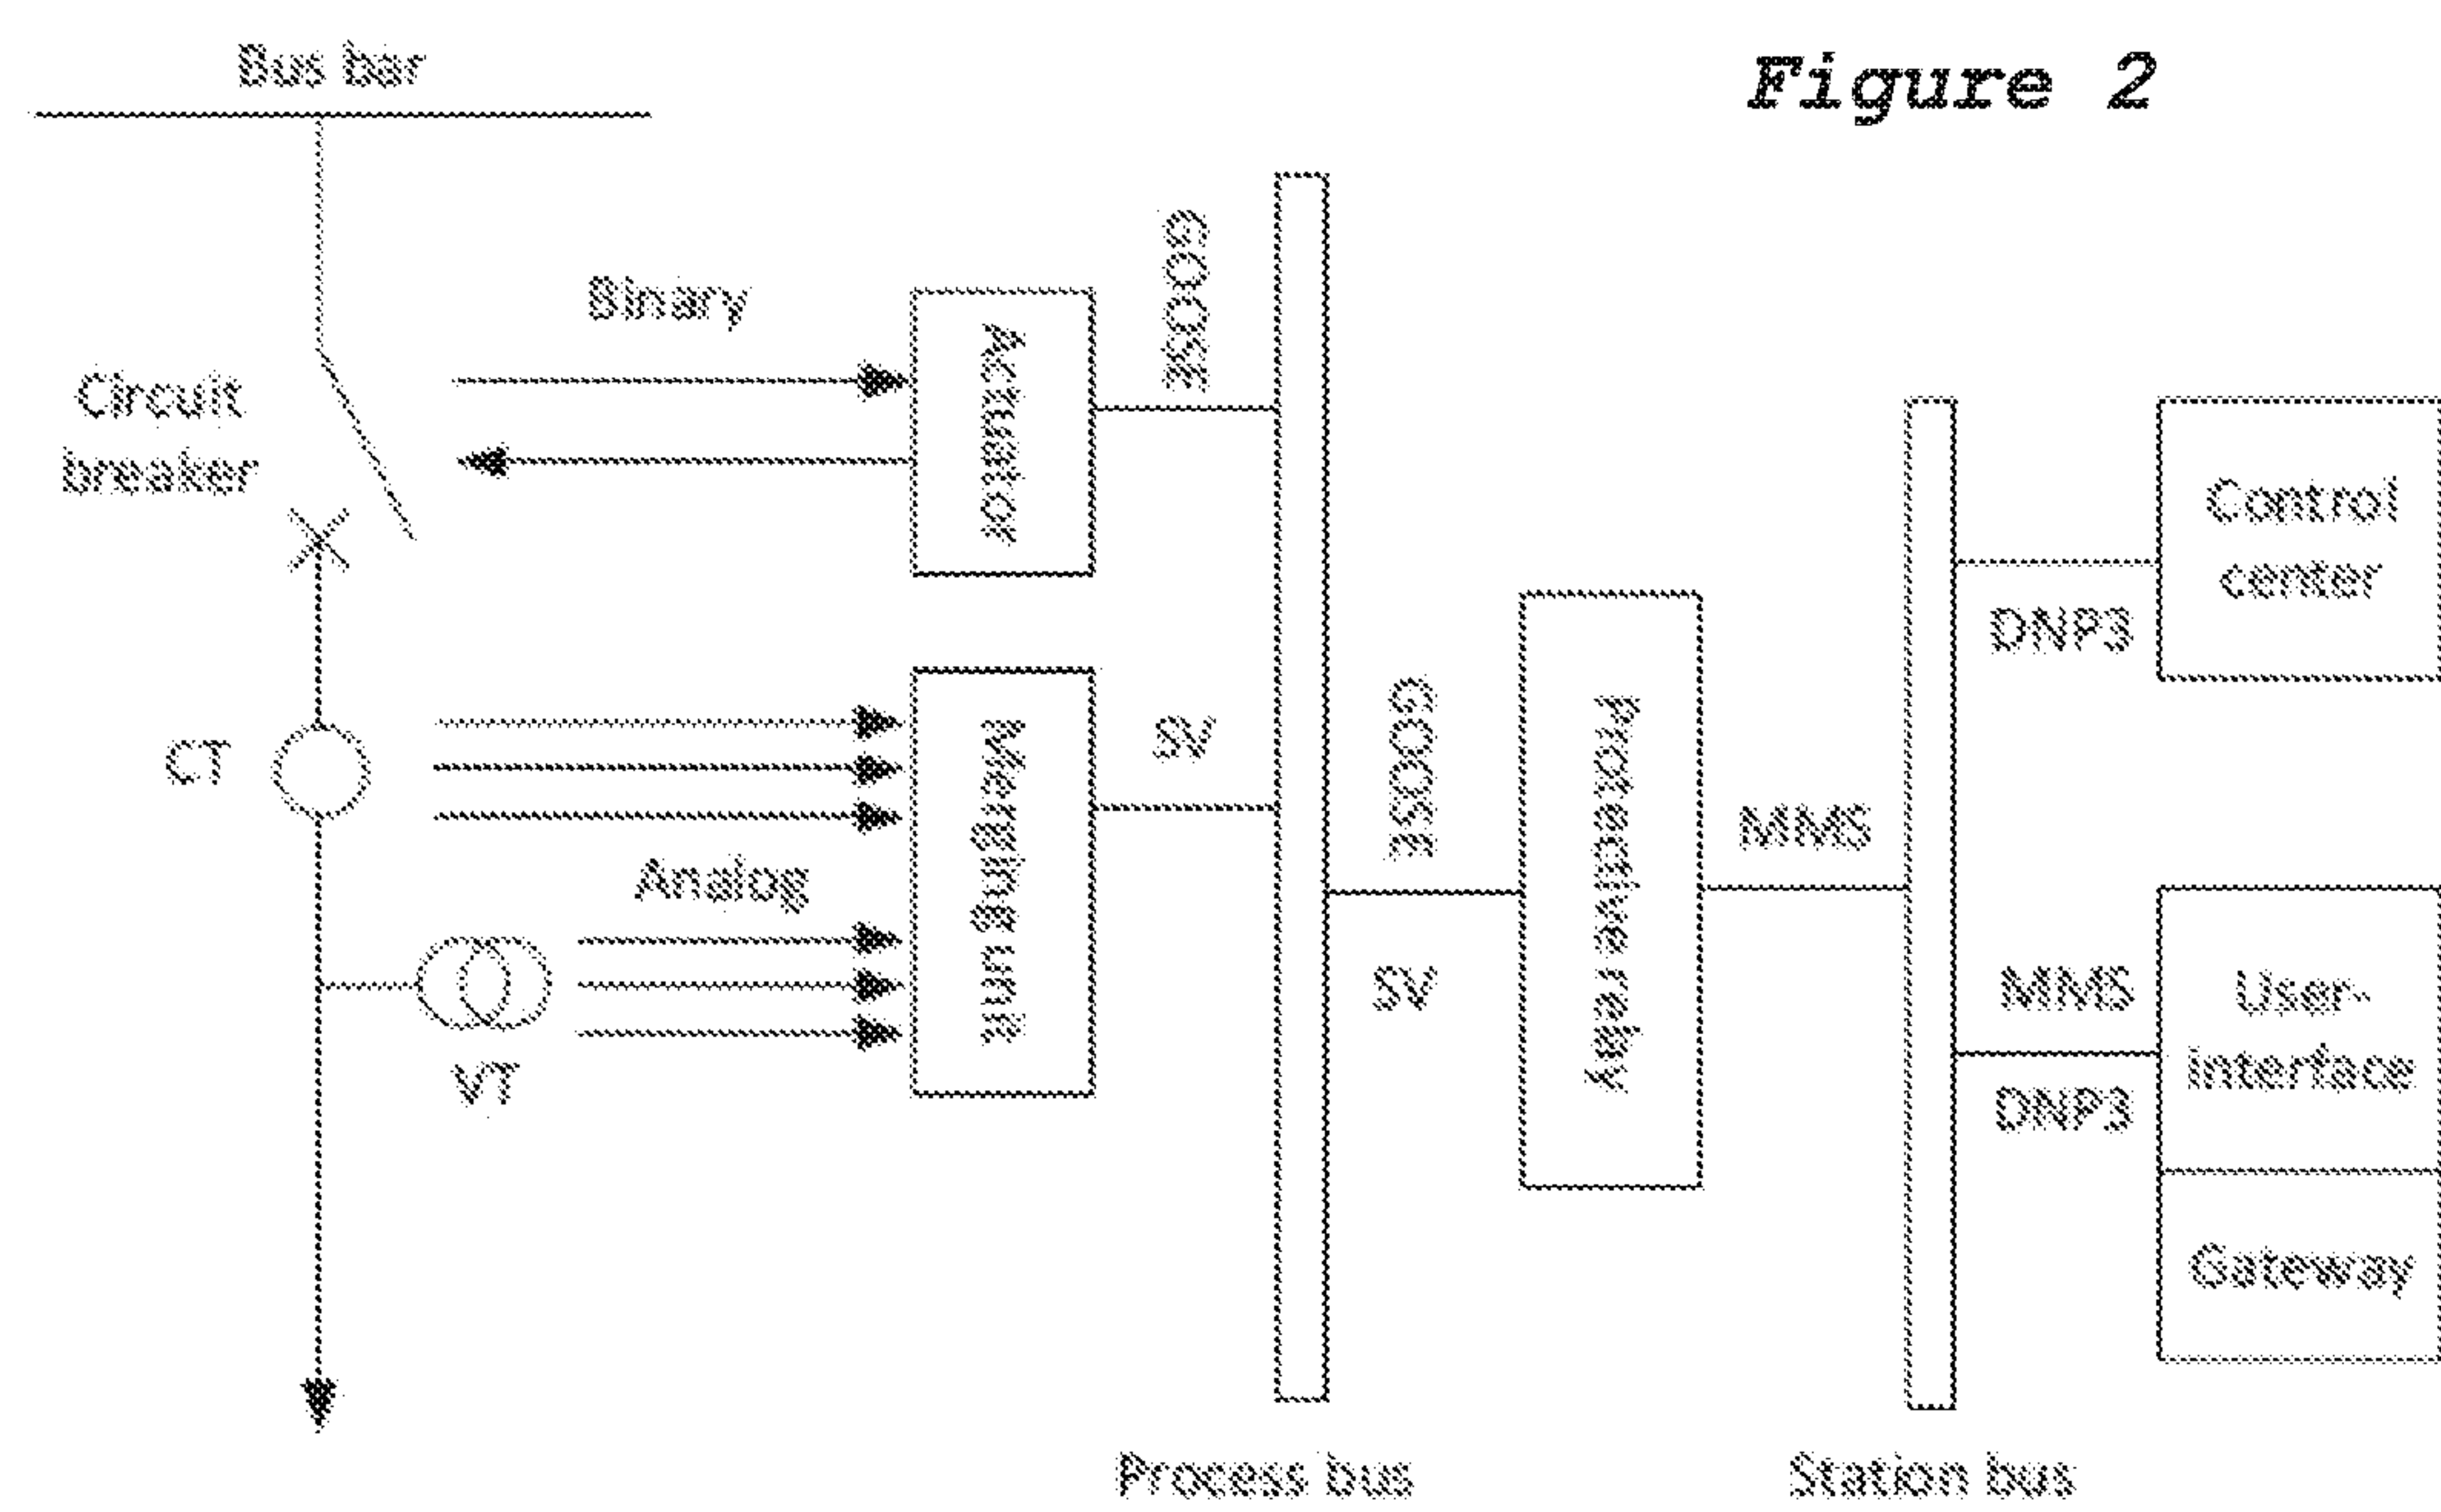 Bus bar
Figure 2
GOOSE
Binary
Actuator
Circuit
breaker
Control
center
DNP3
GOOSE
Protective relay
CT
Merging unit
SV
MMS
Analog
SV
MMS
User-
interface
VT
DNP3
Gateway
Process bus
Station bus